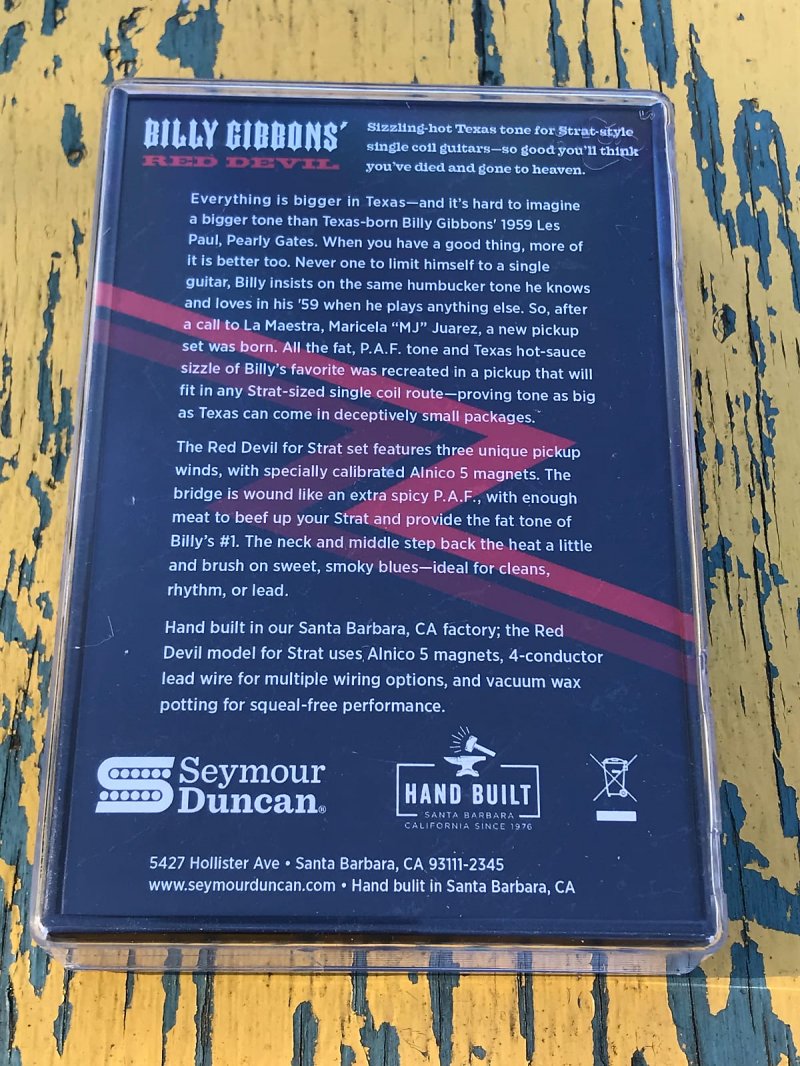 BILLY GIBBONS'
RED DEVIL
Sizzling-hot Texas tone for Strat-style
single coil guitars—so good you'll think
you've died and gone to heaven.
Everything is bigger in Texas—and it's hard to imagine
a bigger tone than Texas-born Billy Gibbons' 1959 Les
Paul, Pearly Gates. When you have a good thing, more of
it is better too. Never one to limit himself to a single
guitar, Billy insists on the same humbucker tone he knows
and loves in his '59 when he plays anything else. So, after
a call to La Maestra, Maricela "MJ" Juarez, a new pickup
set was born. All the fat, P.A.F. tone and Texas hot-sauce
sizzle of Billy's favorite was recreated in a pickup that will
fit in any Strat-sized single coil route—proving tone as big
as Texas can come in deceptively small packages.
The Red Devil for Strat set features three unique pickup
winds, with specially calibrated Alnico 5 magnets. The
bridge is wound like an extra spicy P.A.F., with enough
meat to beef up your Strat and provide the fat tone of
Billy's #1. The neck and middle step back the heat a little
and brush on sweet, smoky blues—ideal for cleans,
rhythm, or lead.
Hand built in our Santa Barbara, CA factory; the Red
Devil model for Strat uses Alnico 5 magnets, 4-conductor
lead wire for multiple wiring options, and vacuum wax
potting for squeal-free performance.
Seymour
Duncan®
HAND BUILT
SANTA BARBARA
CALIFORNIA SINCE 1976
5427 Hollister Ave • Santa Barbara, CA 93111-2345
www.seymourduncan.com • Hand built in Santa Barbara, CA